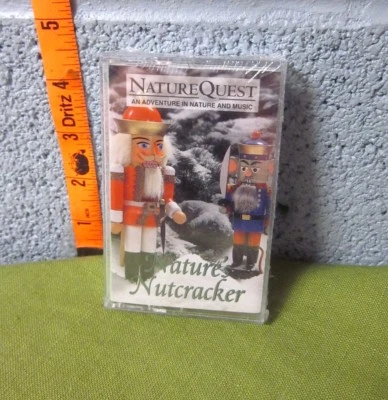 NATUREQUEST
AN ADVENTURE IN NATURE AND MUSIC
Nature's
Nutcracker
1 2 3 Dritz 4 5